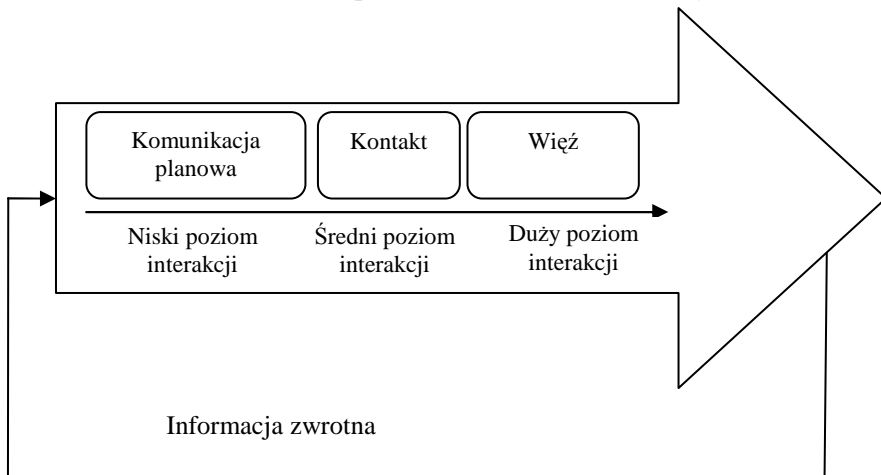 Komunikacja
planowa
Kontakt
Więź
Niski poziom
interakcji
Średni poziom
interakcji
Duży poziom
interakcji
Informacja zwrotna